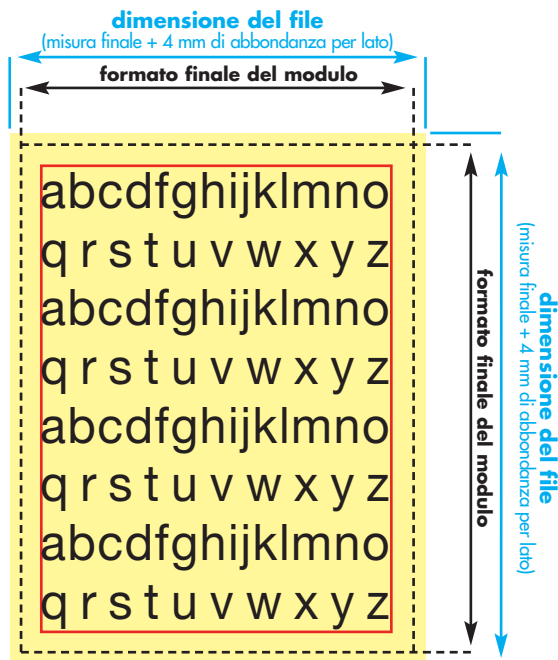 dimensione del file
(misura finale + 4 mm di abbondanza per lato)
formato finale del modulo
abcdfghijklmno
q r s t u v w x y z
abcdfghijklmno
q r s t u v w x y z
abcdfghijklmno
q r s t u v w x y z
abcdfghijklmno
q r s t u v w x y z
formato finale del modulo
dimensione del file
(misura finale + 4 mm di abbondanza per lato)